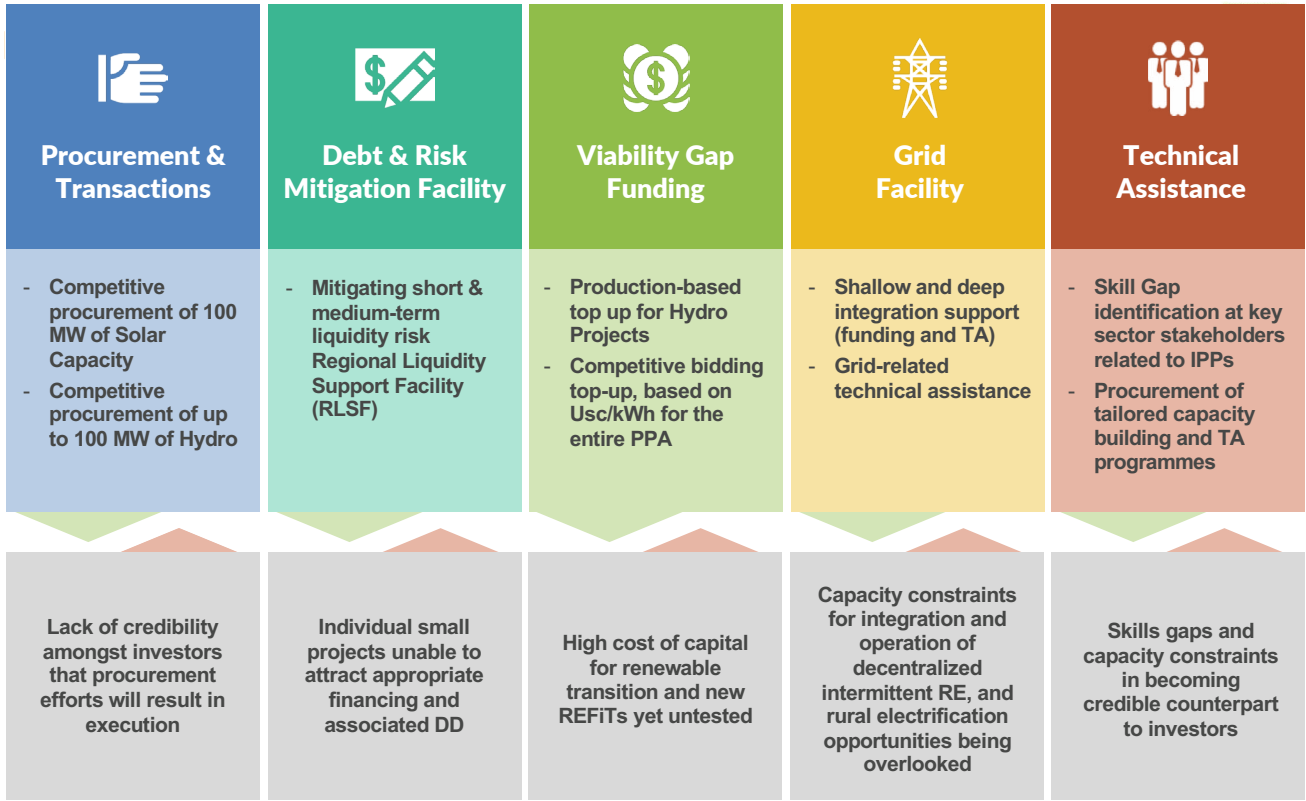 Procurement &
Transactions
Debt & Risk
Mitigation Facility
Viability Gap
Funding
Grid
Facility
Technical
Assistance
- Competitive
procurement of 100
MW of Solar
Capacity
- Competitive
procurement of up
to 100 MW of Hydro
- Mitigating short &
medium-term
liquidity risk
Regional Liquidity
Support Facility
(RLSF)
- Production-based
top up for Hydro
Projects
- Competitive bidding
top-up, based on
Usc/kWh for the
entire PPA
- Shallow and deep
integration support
(funding and TA)
- Grid-related
technical assistance
- Skill Gap
identification at key
sector stakeholders
related to IPPs
- Procurement of
tailored capacity
building and TA
programmes
Lack of credibility
amongst investors
that procurement
efforts will result in
execution
Individual small
projects unable to
attract appropriate
financing and
associated DD
High cost of capital
for renewable
transition and new
REFiTs yet untested
Capacity constraints
for integration and
operation of
decentralized
intermittent RE, and
rural electrification
opportunities being
overlooked
Skills gaps and
capacity constraints
in becoming
credible counterpart
to investors